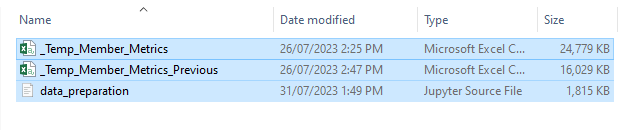 Name Date modified Type Size
_Temp_Member_Metrics 26/07/2023 2:25 PM Microsoft Excel C... 24,779 KB
_Temp_Member_Metrics_Previous 26/07/2023 2:47 PM Microsoft Excel C... 16,029 KB
data_preparation 31/07/2023 1:49 PM Jupyter Source File 1,815 KB